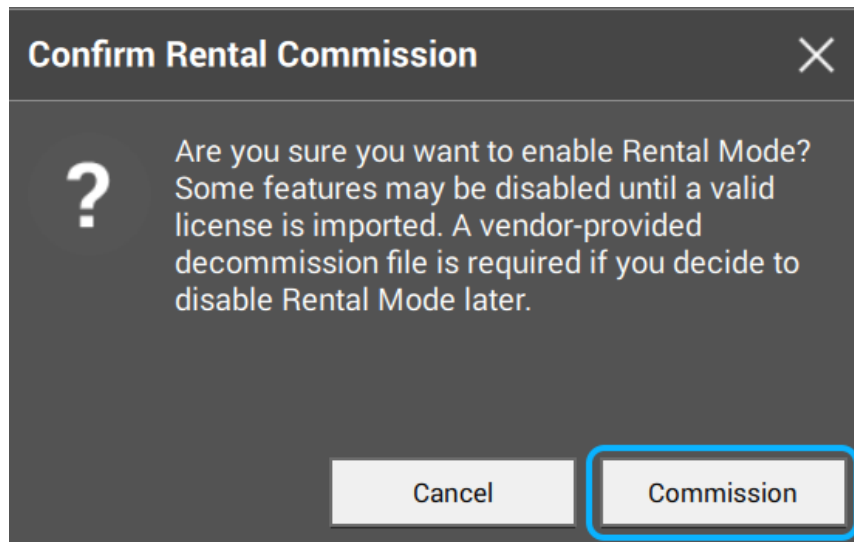 Confirm Rental Commission
?
Are you sure you want to enable Rental Mode?
Some features may be disabled until a valid
license is imported. A vendor-provided
decommission file is required if you decide to
disable Rental Mode later.
Cancel
Commission